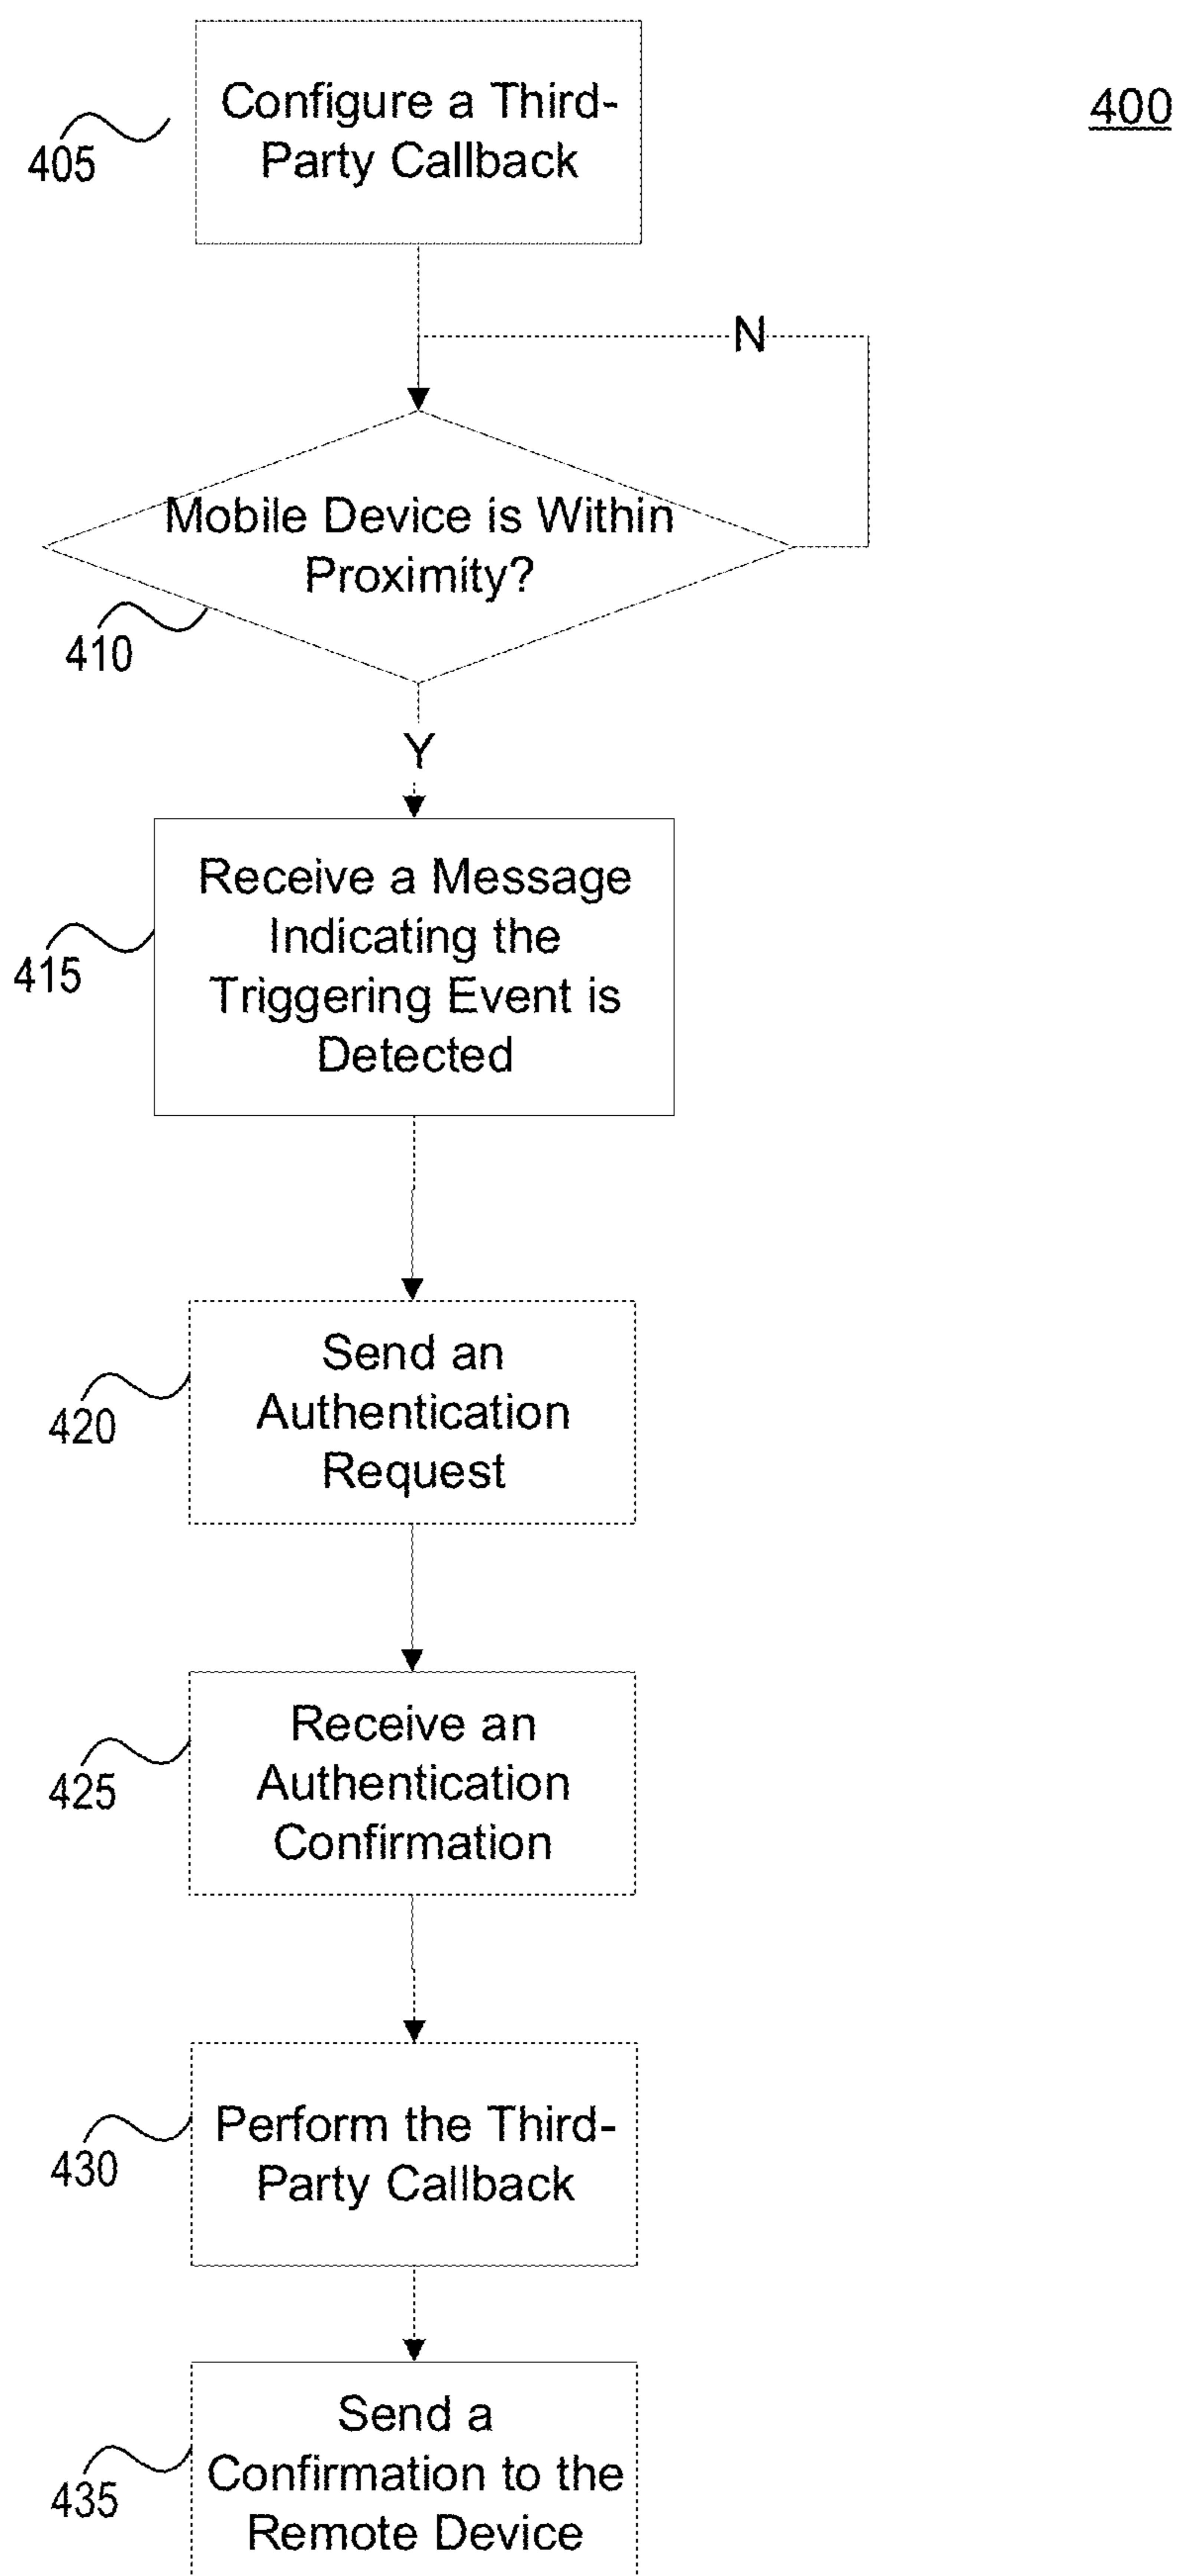 400
Configure a Third-
Party Callback
405
N
Mobile Device is Within
Proximity?
410
Y
Receive a Message
Indicating the
Triggering Event is
Detected
415
Send an
Authentication
Request
420
Receive an
Authentication
Confirmation
425
Perform the Third-
Party Callback
430
Send a
Confirmation to the
Remote Device
435